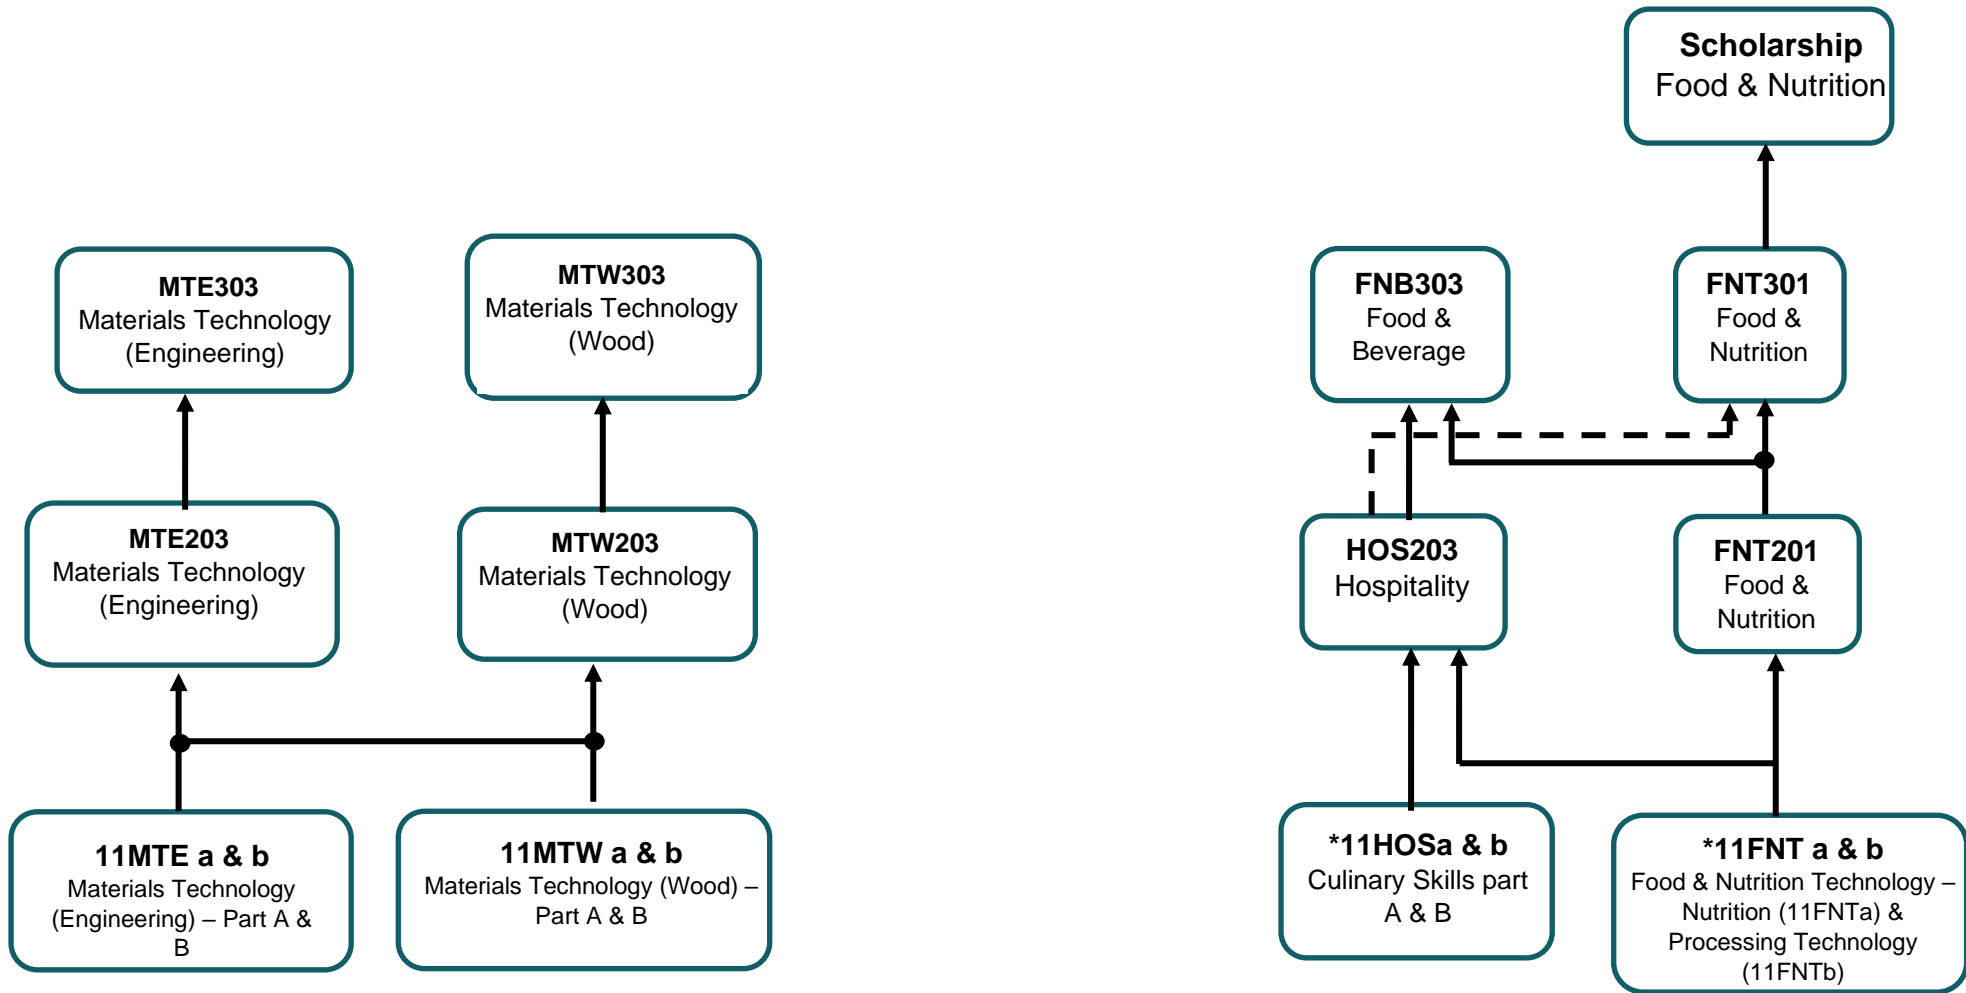 Scholarship
Food & Nutrition
MTE303
Materials Technology
(Engineering)
MTW303
Materials Technology
(Wood)
FNB303
Food &
Beverage
FNT301
Food &
Nutrition
MTE203
Materials Technology
(Engineering)
MTW203
Materials Technology
(Wood)
HOS203
Hospitality
FNT201
Food &
Nutrition
11MTE a & b
Materials Technology
(Engineering) – Part A &
B
11MTW a & b
Materials Technology (Wood) –
Part A & B
*11HOSa & b
Culinary Skills part
A & B
*11FNT a & b
Food & Nutrition Technology –
Nutrition (11FNTa) &
Processing Technology
(11FNTb)